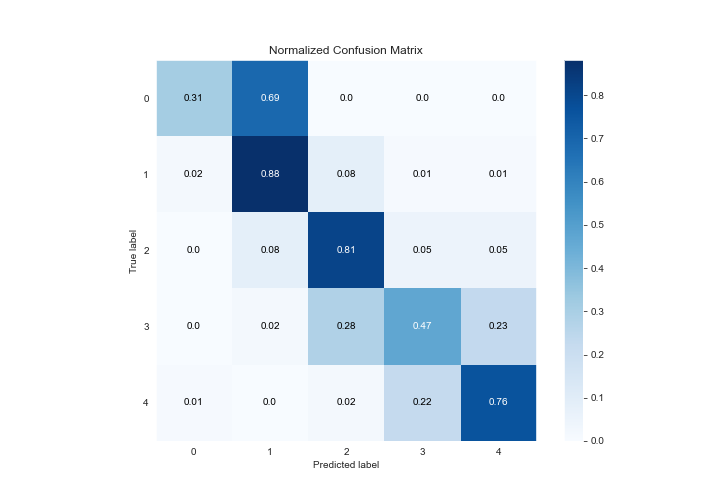 Normalized Confusion Matrix
0 0.31 0.69 0.0 0.0 0.0
1 0.02 0.88 0.08 0.01 0.01
2 0.0 0.08 0.81 0.05 0.05
3 0.0 0.02 0.28 0.47 0.23
4 0.01 0.0 0.02 0.22 0.76
0 1 2 3 4
Predicted label
True label
0.8
0.7
0.6
0.5
0.4
0.3
0.2
0.1
0.0